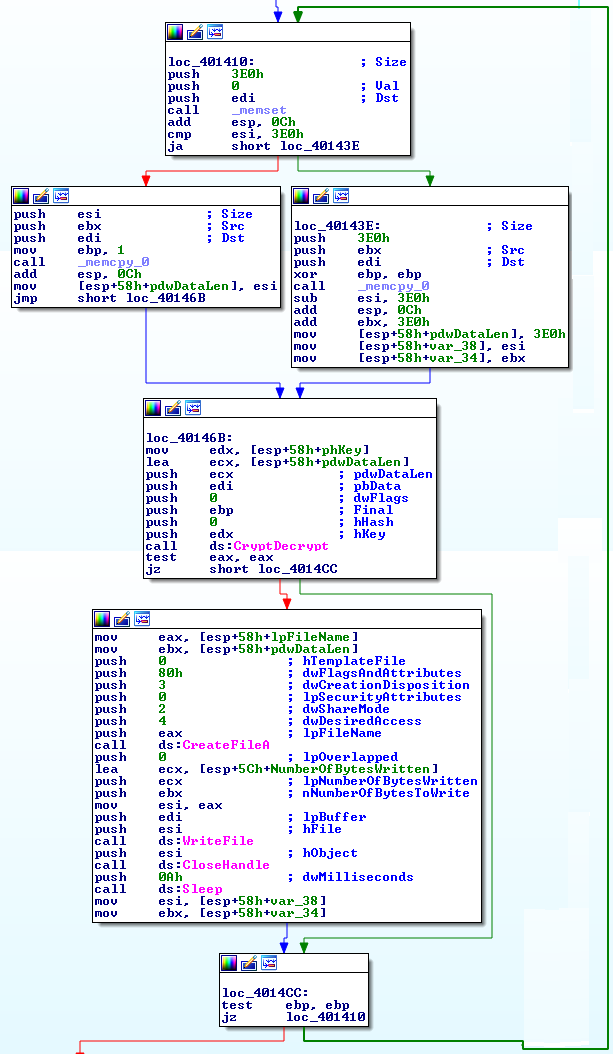 loc_401410: ; Size
push 3E0h
push 0 ; Val
push edi ; Dst
call _memset
add esp, 0Ch
cmp esi, 3E0h
ja short loc_40143E
push esi ; Size
push ebx ; Src
push edi ; Dst
mov ebp, 1
call _memcpy_0
add esp, 0Ch
mov [esp+58h+pdwDataLen], esi
jmp short loc_40146B
loc_40143E: ; Size
push 3E0h
push ebx ; Src
push edi ; Dst
xor ebp, ebp
call _memcpy_0
sub esi, 3E0h
add esp, 0Ch
add ebx, 3E0h
mov [esp+58h+pdwDataLen], 3E0h
mov [esp+58h+var_38], esi
mov [esp+58h+var_34], ebx
loc_40146B:
mov edx, [esp+58h+phKey]
lea ecx, [esp+58h+pdwDataLen]
push ecx ; pdwDataLen
push edi ; pbData
push 0 ; dwFlags
push ebp ; Final
push 0 ; hHash
push edx ; hKey
call ds:CryptDecrypt
test eax, eax
jz short loc_4014CC
mov eax, [esp+58h+lpFileName]
mov ebx, [esp+58h+pdwDataLen]
push 0 ; hTemplateFile
push 80h ; dwFlagsAndAttributes
push 3 ; dwCreationDisposition
push 0 ; lpSecurityAttributes
push 2 ; dwShareMode
push 4 ; dwDesiredAccess
push eax ; lpFileName
call ds:CreateFileA
push 0 ; lpOverlapped
lea ecx, [esp+5Ch+NumberOfBytesWritten]
push ecx ; lpNumberOfBytesWritten
push ebx ; nNumberOfBytesToWrite
mov esi, eax
push edi ; lpBuffer
push esi ; hFile
call ds:WriteFile
push esi ; hObject
call ds:CloseHandle
push 0Ah ; dwMilliseconds
call ds:Sleep
mov esi, [esp+58h+var_38]
mov ebx, [esp+58h+var_34]
loc_4014CC:
test ebp, ebp
jz loc_401410